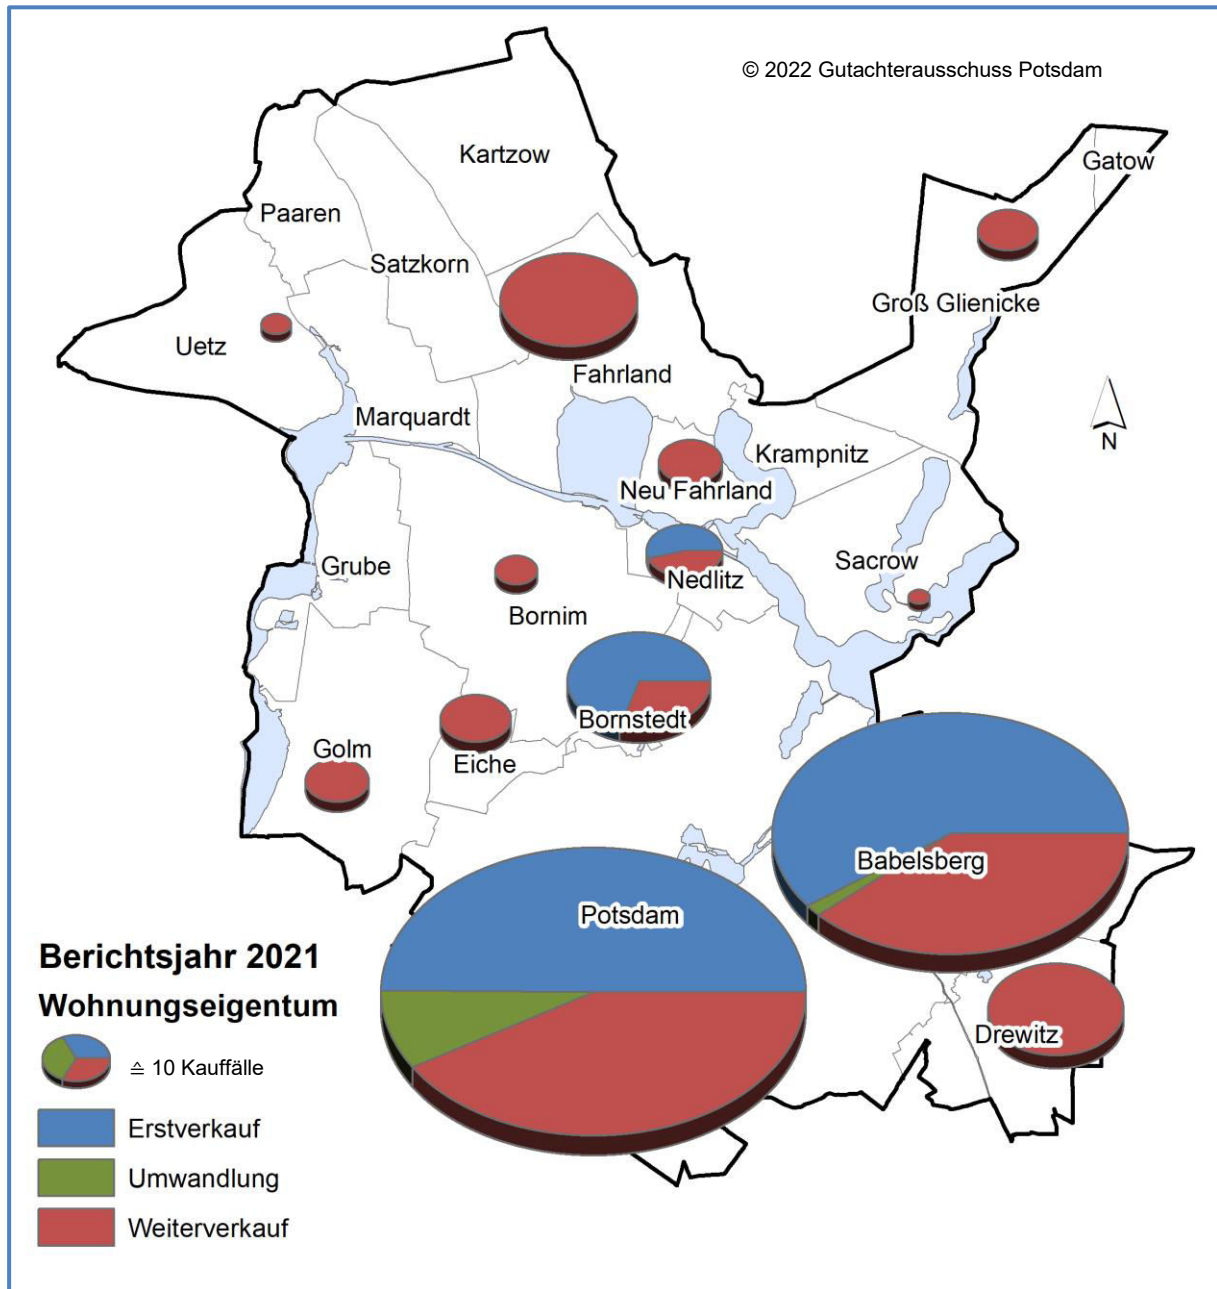 © 2022 Gutachterausschuss Potsdam
Kartzow
Gatow
Paaren
Satzkorn
Groß Glienicke
Uetz
Fahrland
Marquardt
Krampnitz
N
Neu Fahrland
Grube
Sacrow
Nedlitz
Bornim
Bornstedt
Golm
Eiche
Babelsberg
Potsdam
Drewitz
Berichtsjahr 2021
Wohnungseigentum
≙ 10 Kauffälle
Erstverkauf
Umwandlung
Weiterverkauf